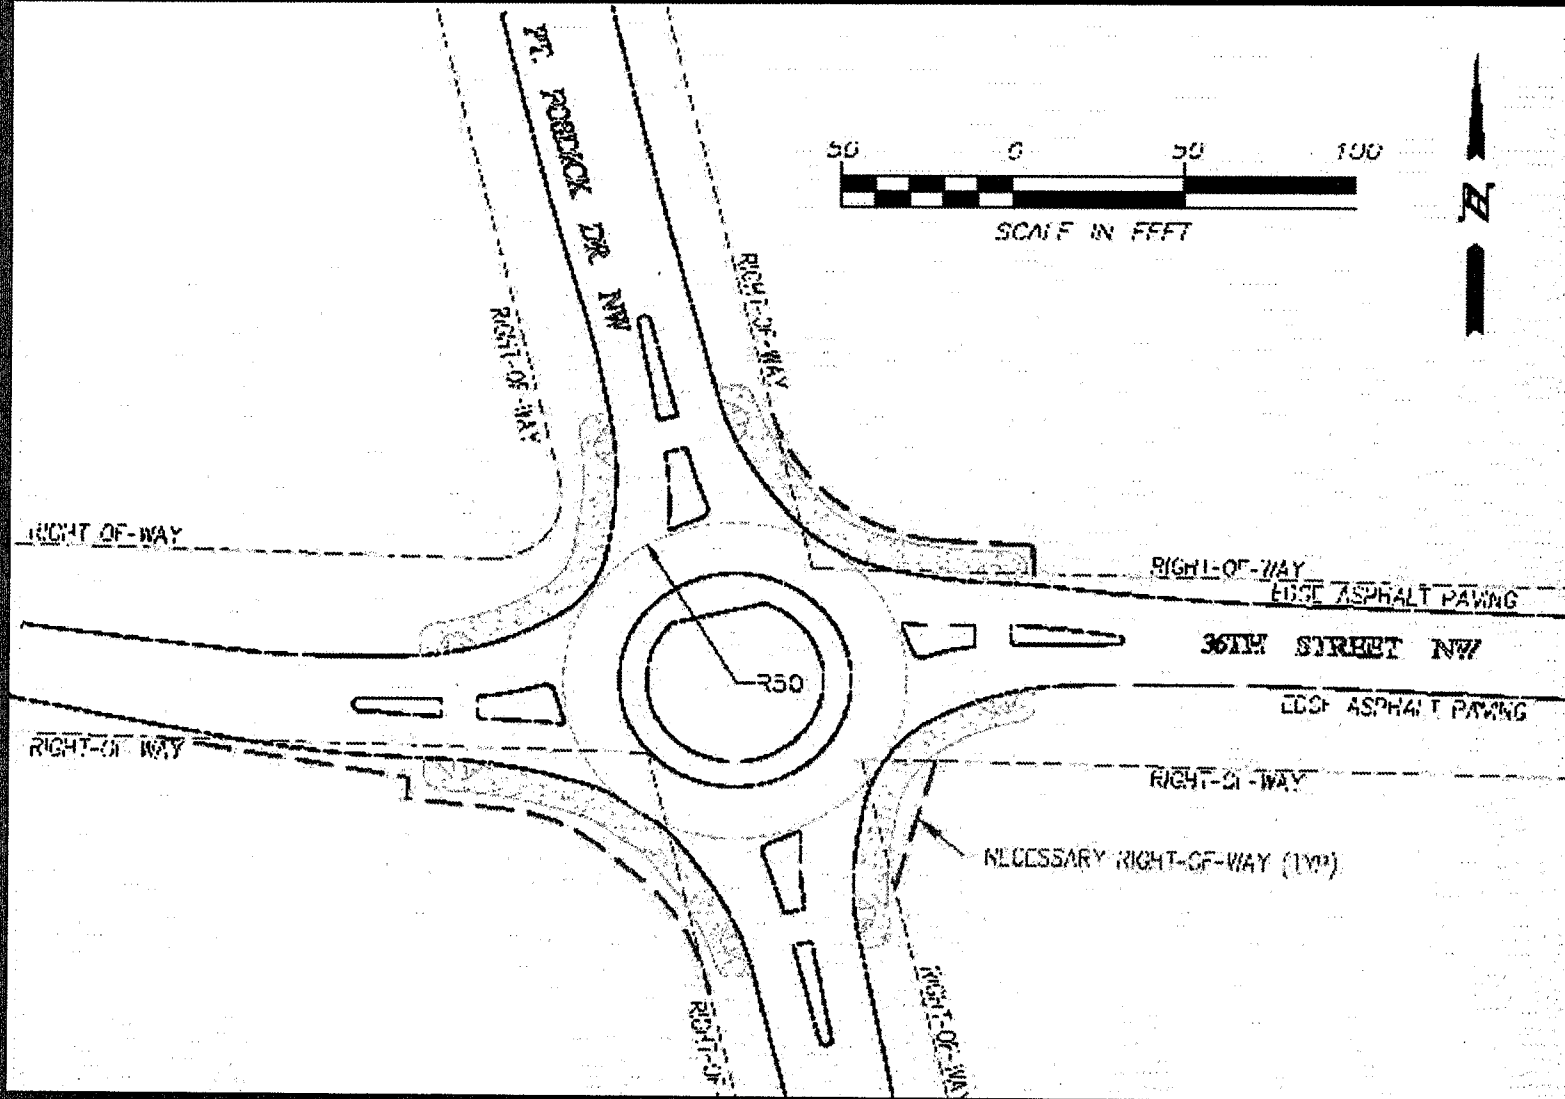 PT. FOSDICK DR NW
50 0 50 100
SCALE IN FEET
N
RIGHT-OF-WAY
RIGHT-OF-WAY
RIGHT OF-WAY
RIGHT-OF-WAY
EDGE ASPHALT PAVING
36TH STREET NW
R50
EDGE ASPHALT PAVING
RIGHT-OF WAY
RIGHT-OF-WAY
NECESSARY RIGHT-OF-WAY (TYP)
RIGHT-OF
RIGHT-OF-WAY